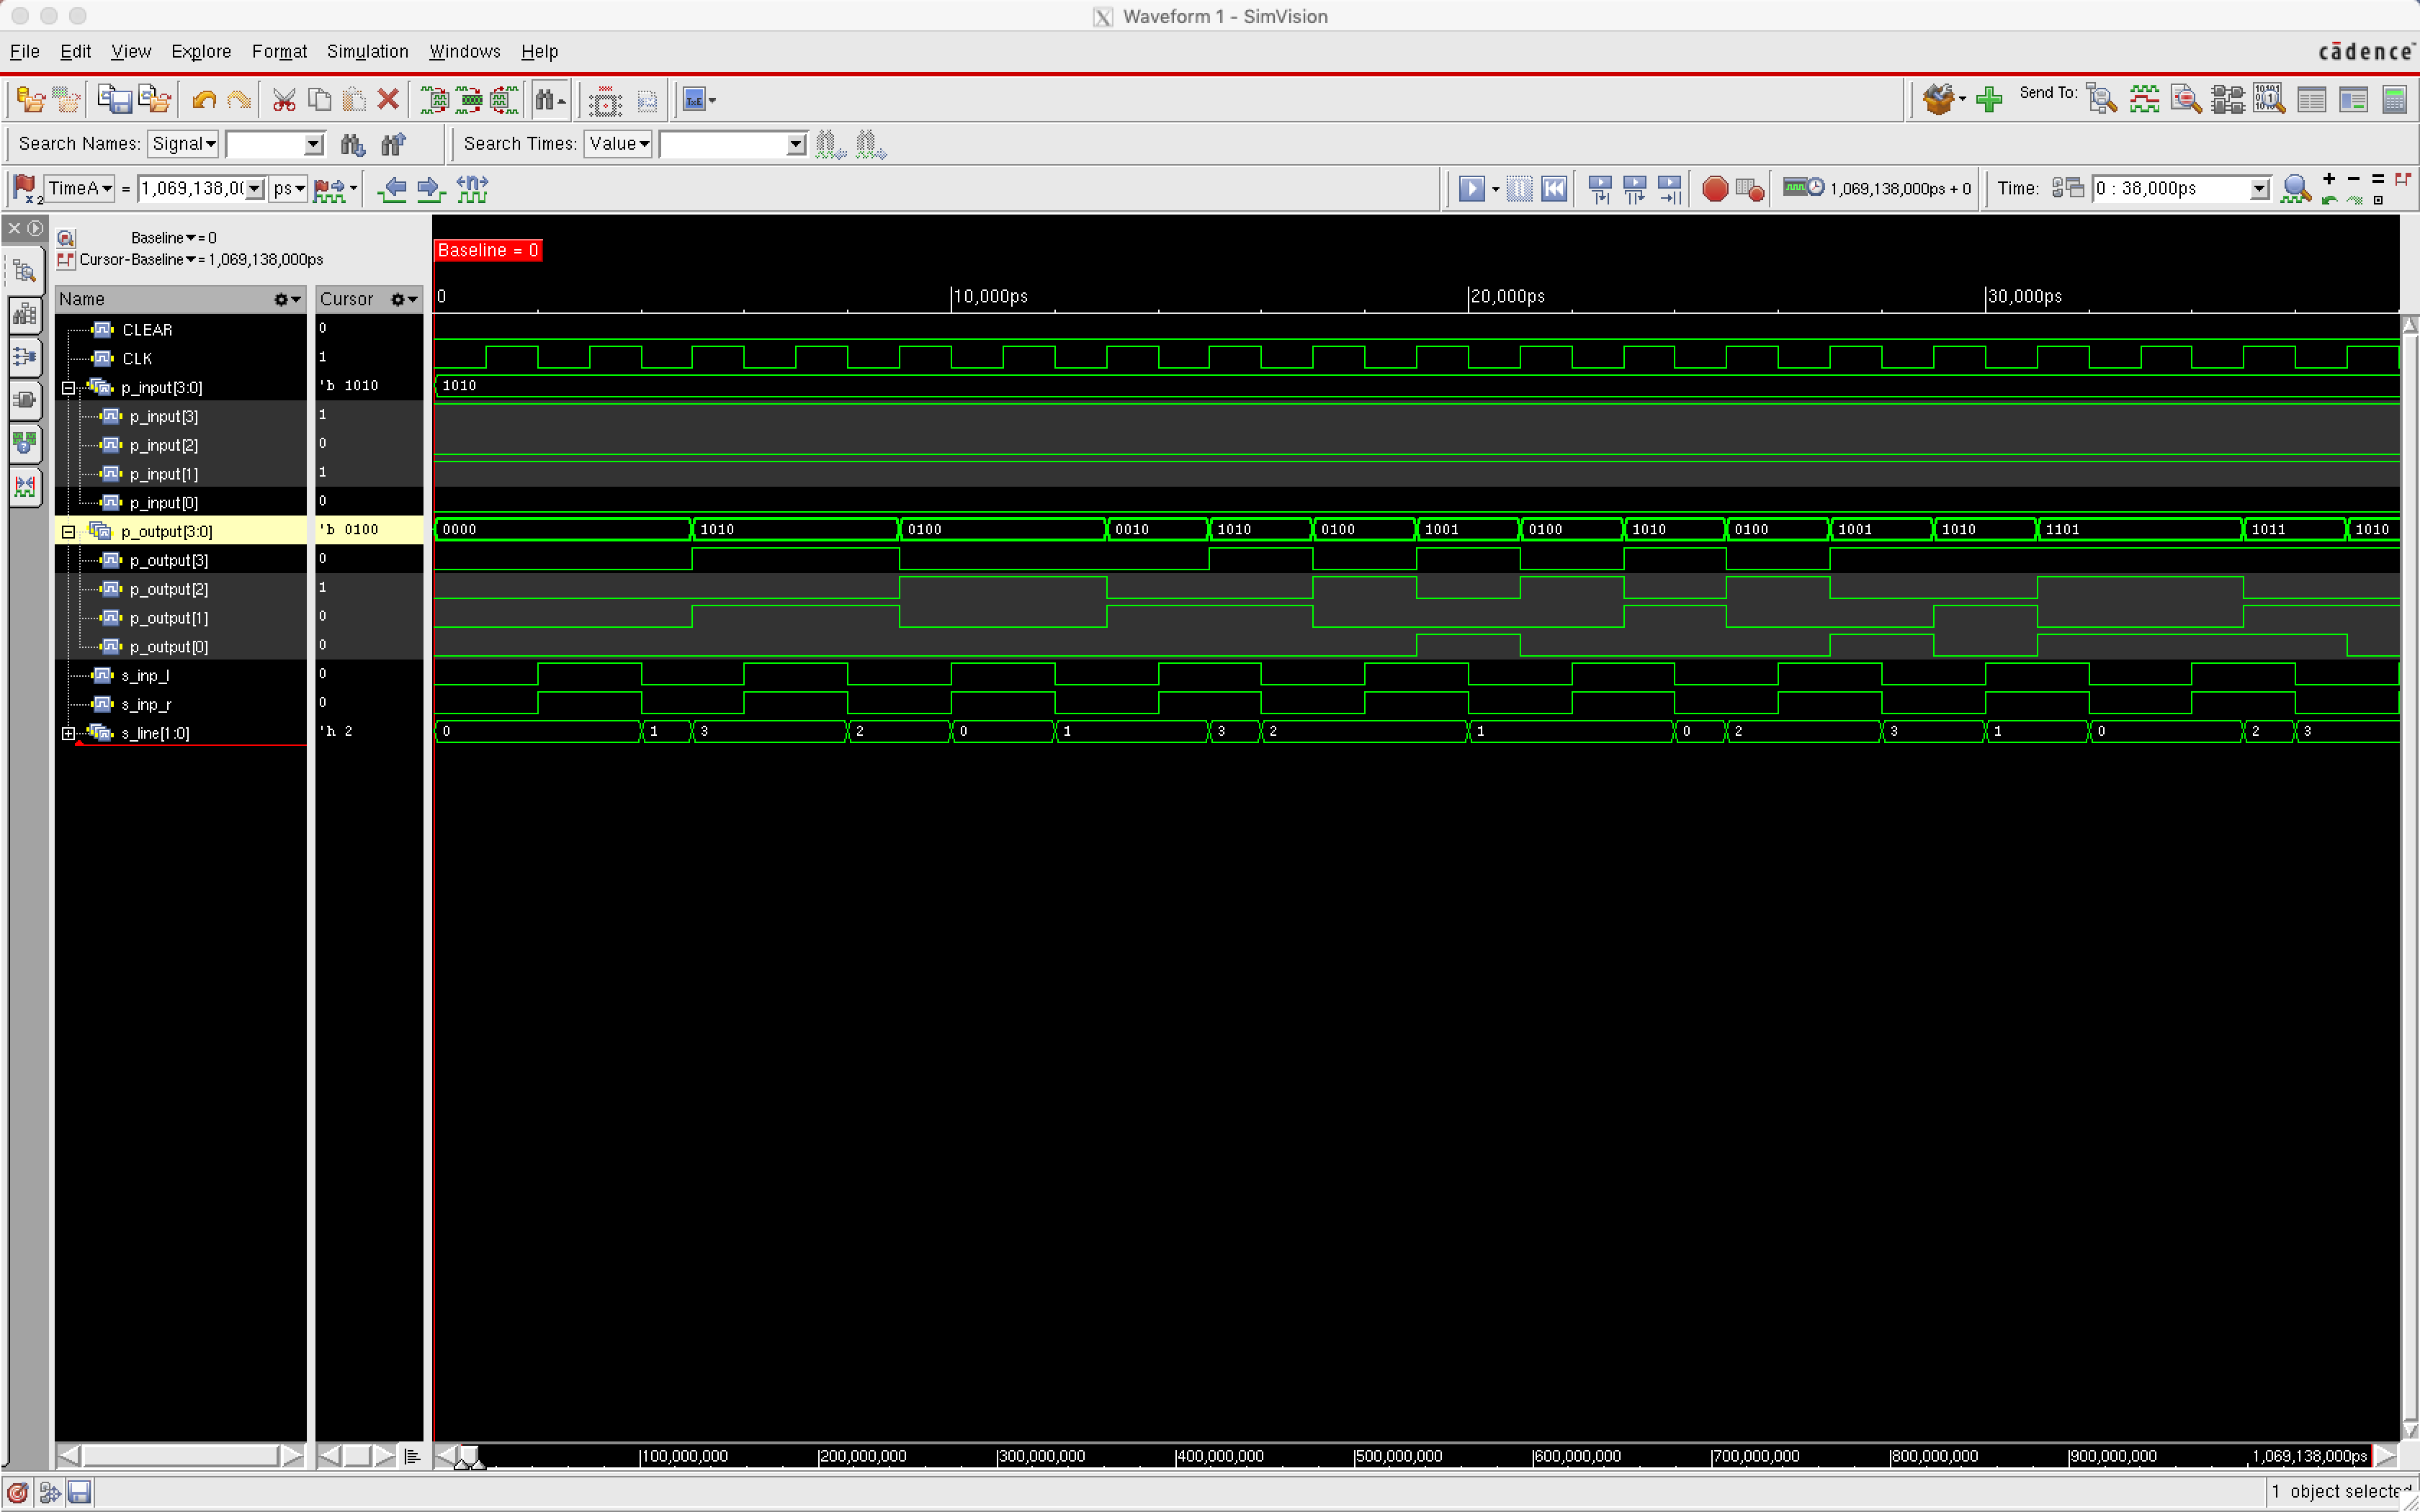 Waveform 1 - SimVision
File Edit View Explore Format Simulation Windows Help
cādence
Send To:
Search Names: Signal
Search Times: Value
TimeA = 1,069,138,0( ps
1,069,138,000ps + 0
Time: 0 : 38,000ps
Baseline = 0
Cursor-Baseline = 1,069,138,000ps
Baseline = 0
Name Cursor 0 10,000ps 20,000ps 30,000ps
CLEAR 0
CLK 1
p_input[3:0] 'b 1010 1010
p_input[3] 1
p_input[2] 0
p_input[1] 1
p_input[0] 0
p_output[3:0] 'b 0100 0000 1010 0100 0010 1010 0100 1001 0100 1010 0100 1001 1010 1101 1011 1010
p_output[3] 0
p_output[2] 1
p_output[1] 0
p_output[0] 0
s_inp_l 0
s_inp_r 0
s_line[1:0] 'h 2 0 1 3 2 0 1 3 2 1 0 2 3 1 0 2 3
100,000,000 200,000,000 300,000,000 400,000,000 500,000,000 600,000,000 700,000,000 800,000,000 900,000,000 1,069,138,000ps
1 object selected